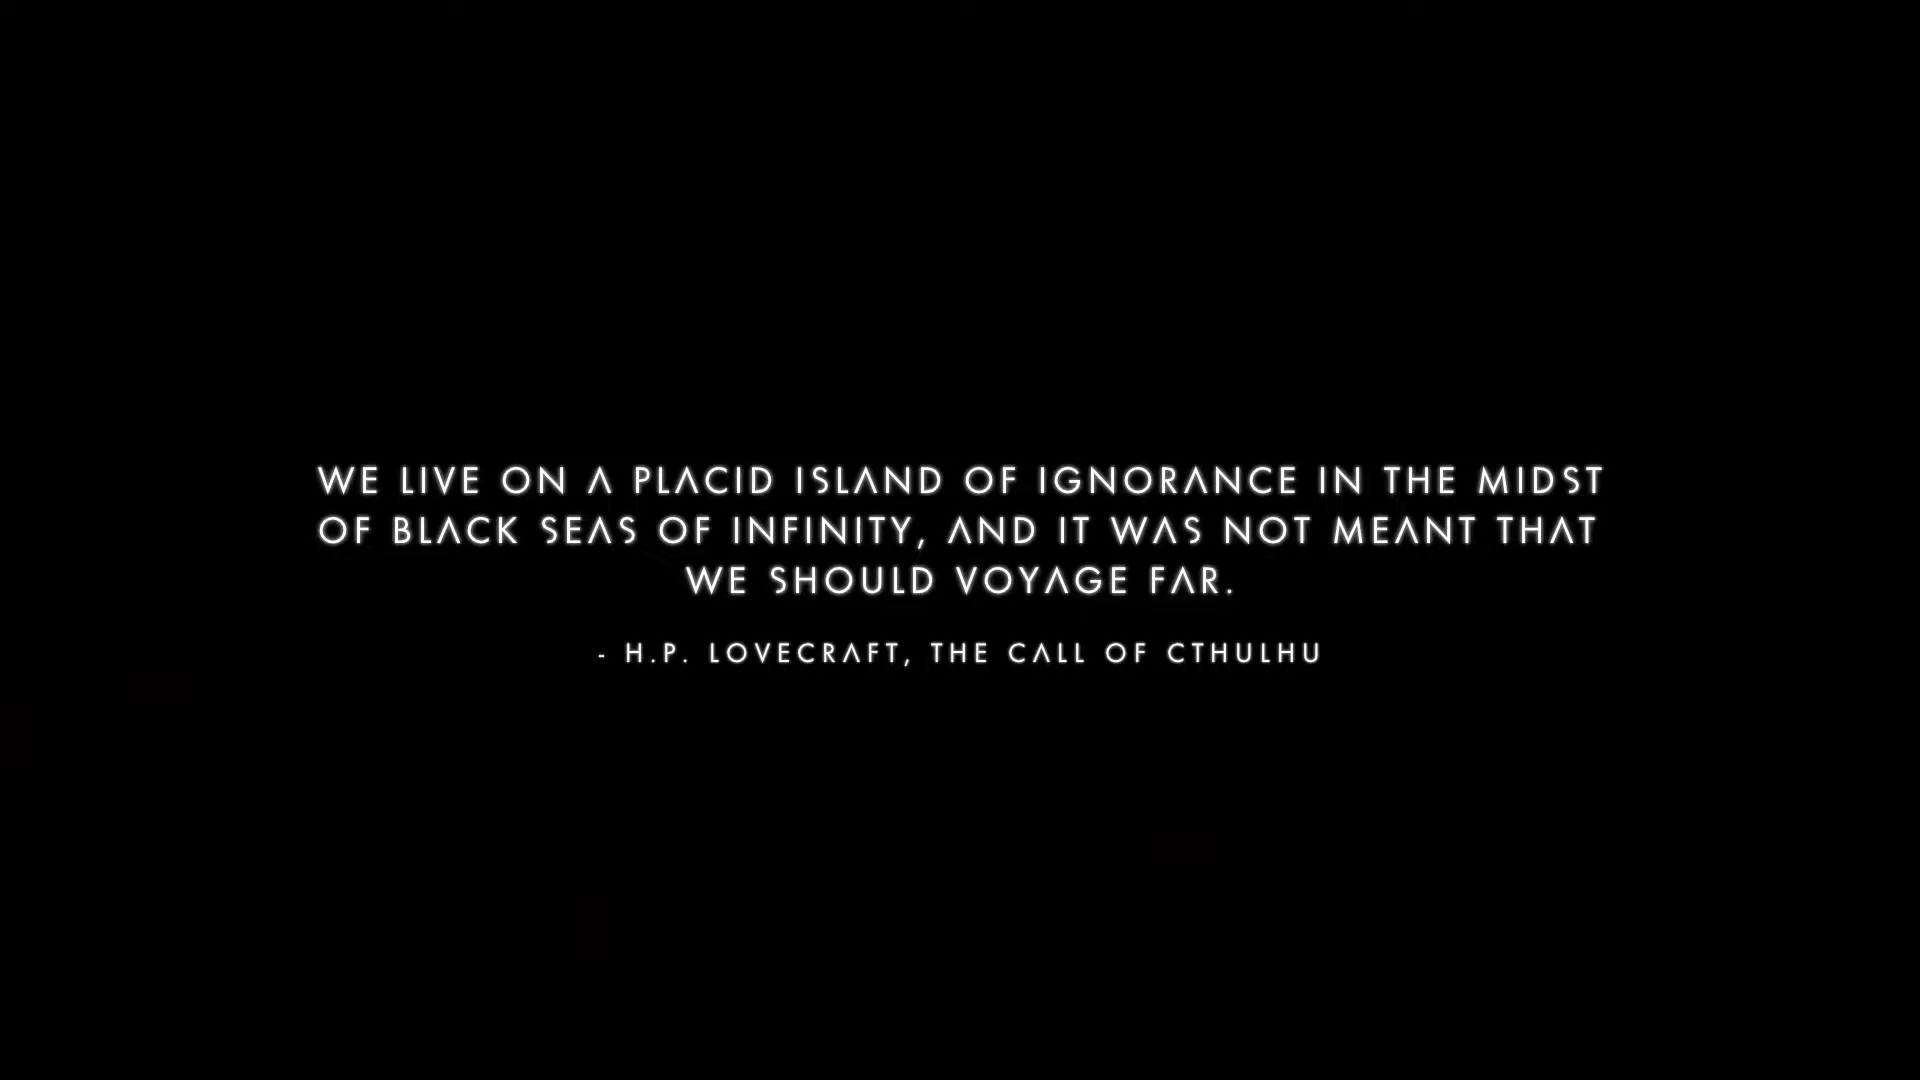 WE LIVE ON A PLACID ISLAND OF IGNORANCE IN THE MIDST
OF BLACK SEAS OF INFINITY, AND IT WAS NOT MEANT THAT
WE SHOULD VOYAGE FAR.
- H.P. LOVECRAFT, THE CALL OF CTHULHU